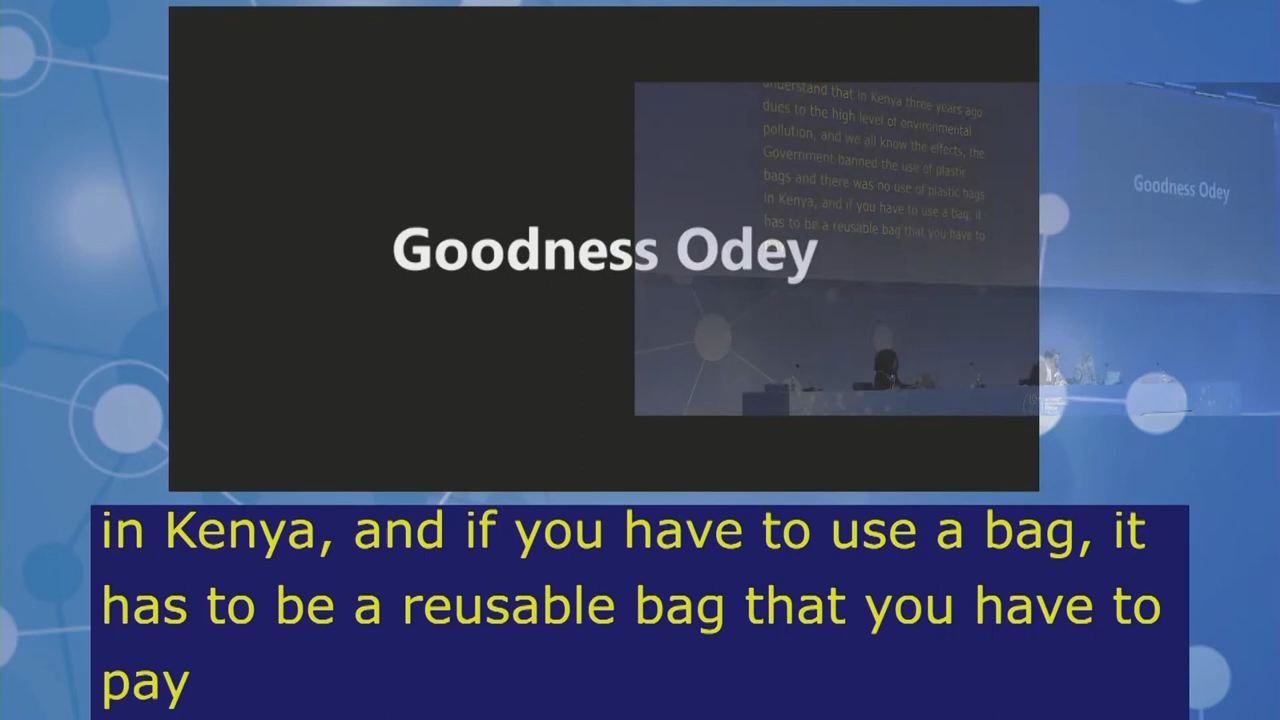 understand that in Kenya three years ago
dues to the high level of environmental
pollution, and we all know the effects, the
Government banned the use of plastic
bags and there was no use of plastic bags
in Kenya, and if you have to use a bag, it
has to be a reusable bag that you have to
Goodness Odey
Goodness Odey
in Kenya, and if you have to use a bag, it
has to be a reusable bag that you have to
pay